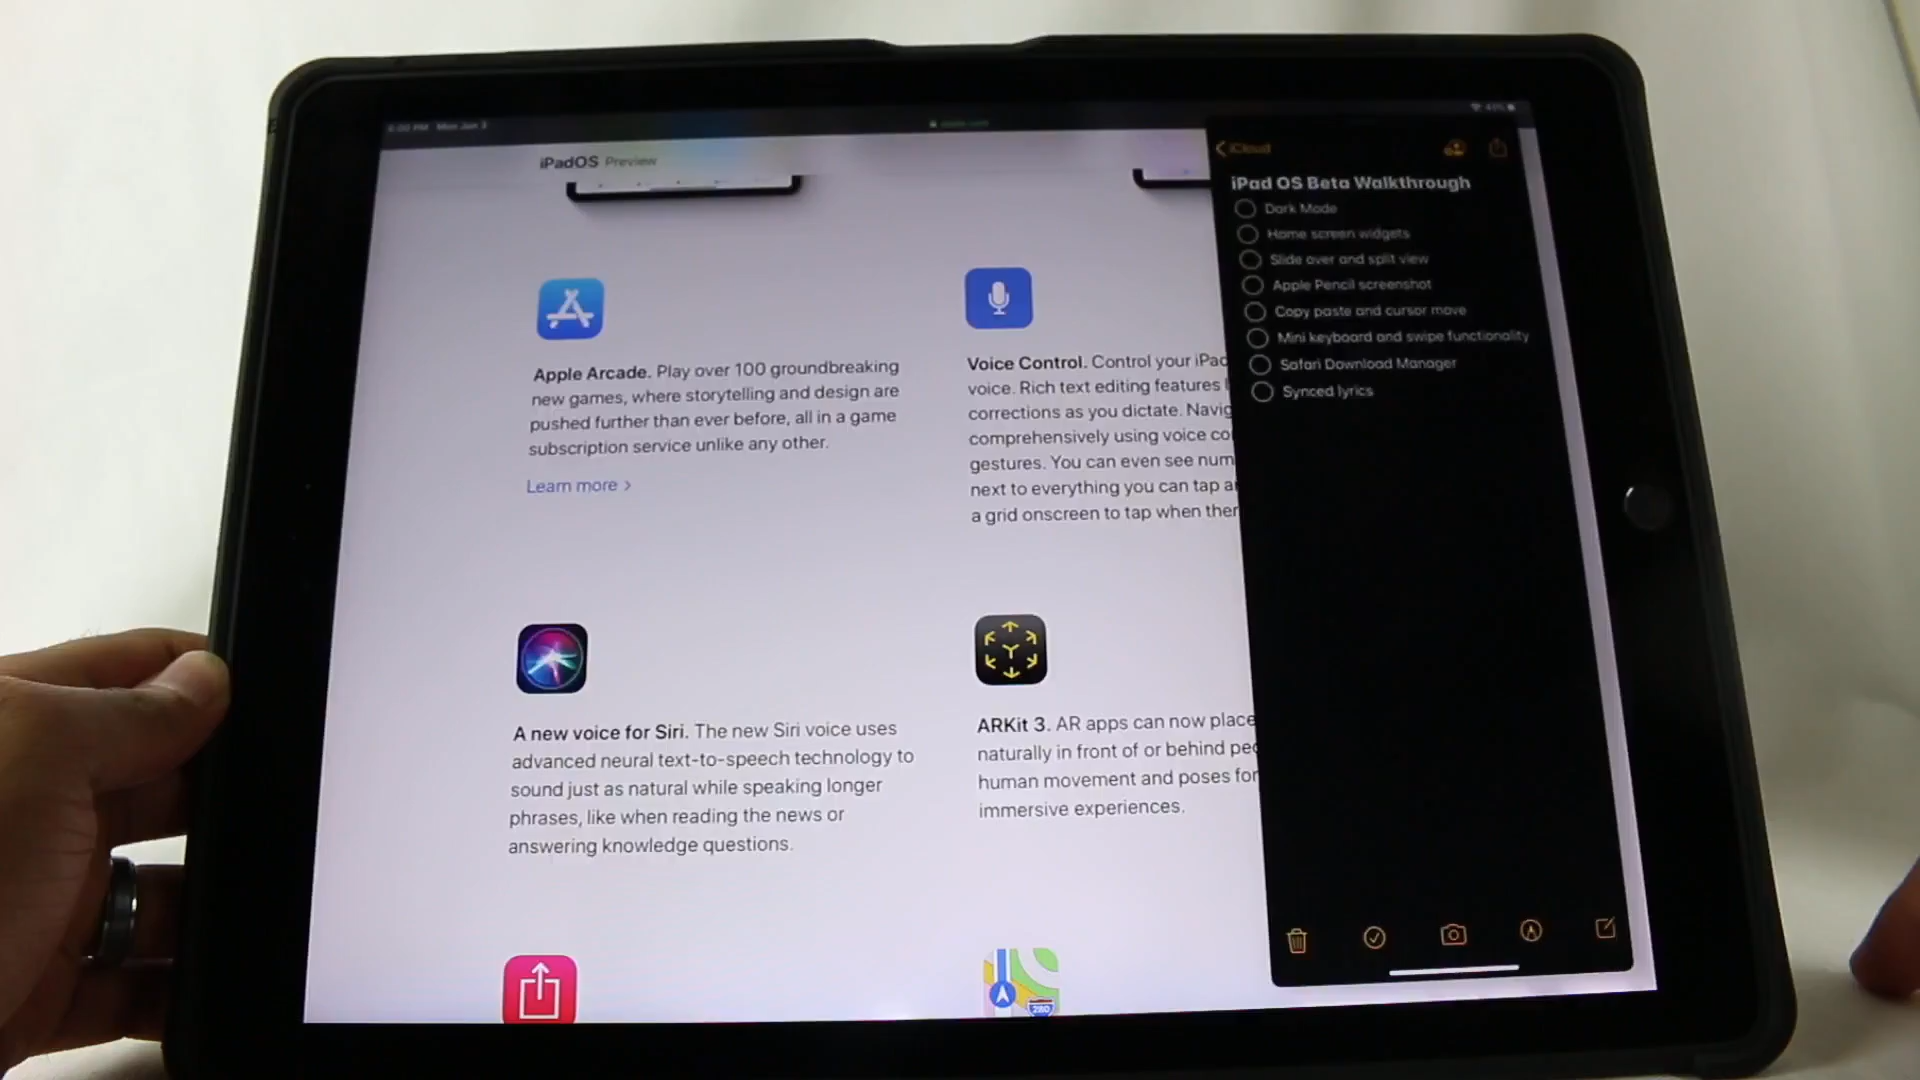 6:00 PM Mon Jun 3
iPadOS Preview
Apple Arcade. Play over 100 groundbreaking
new games, where storytelling and design are
pushed further than ever before, all in a game
subscription service unlike any other.
Learn more >
Voice Control. Control your iPad
voice. Rich text editing features
corrections as you dictate. Navig
comprehensively using voice co
gestures. You can even see num
next to everything you can tap
a grid onscreen to tap when ther
A new voice for Siri. The new Siri voice uses
advanced neural text-to-speech technology to
sound just as natural while speaking longer
phrases, like when reading the news or
answering knowledge questions.
ARKit 3. AR apps can now place
naturally in front of or behind peo
human movement and poses for
immersive experiences.
280
iCloud
iPad OS Beta Walkthrough
Dark Mode
Home screen widgets
Slide over and split view
Apple Pencil screenshot
Copy paste and cursor move
Mini keyboard and swipe functionality
Safari Download Manager
Synced lyrics